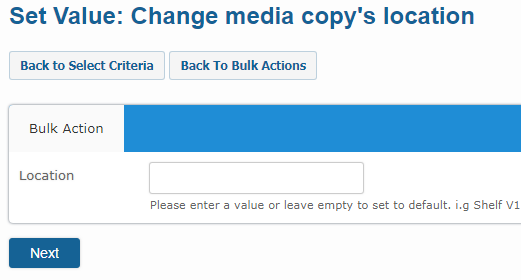 Set Value: Change media copy's location
Back to Select Criteria Back To Bulk Actions
Bulk Action
Location
Please enter a value or leave empty to set to default. i.g Shelf V1
Next